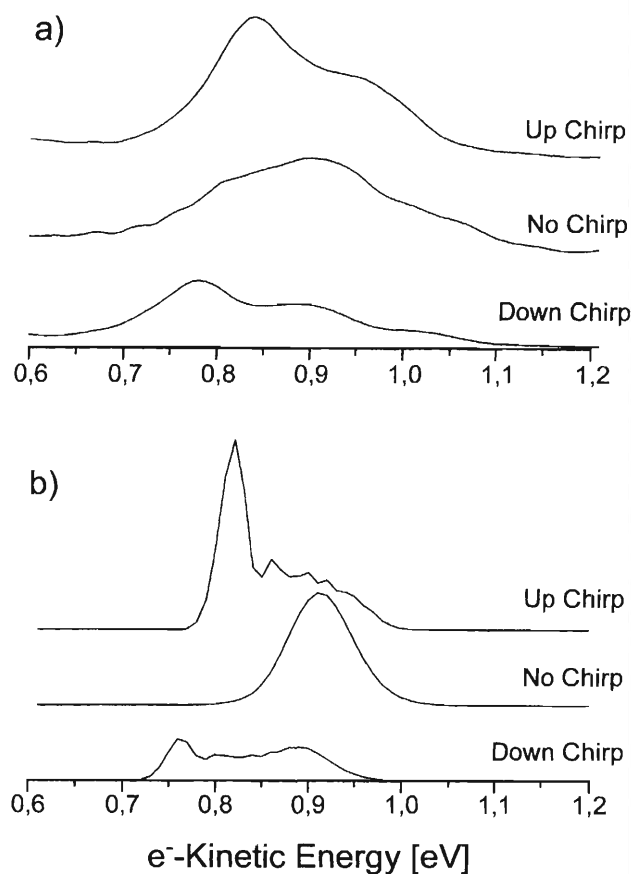 a)
Up Chirp
No Chirp
Down Chirp
0,6 0,7 0,8 0,9 1,0 1,1 1,2
b)
Up Chirp
No Chirp
Down Chirp
0,6 0,7 0,8 0,9 1,0 1,1 1,2
e⁻-Kinetic Energy [eV]